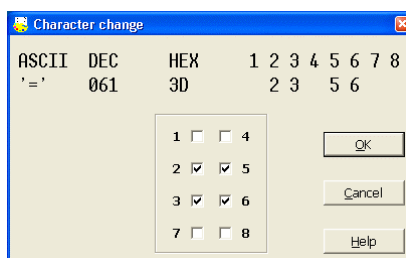 Character change
ASCII DEC HEX 1 2 3 4 5 6 7 8
'=' 061 3D 2 3 5 6
1 4
2 5
3 6
7 8
OK
Cancel
Help